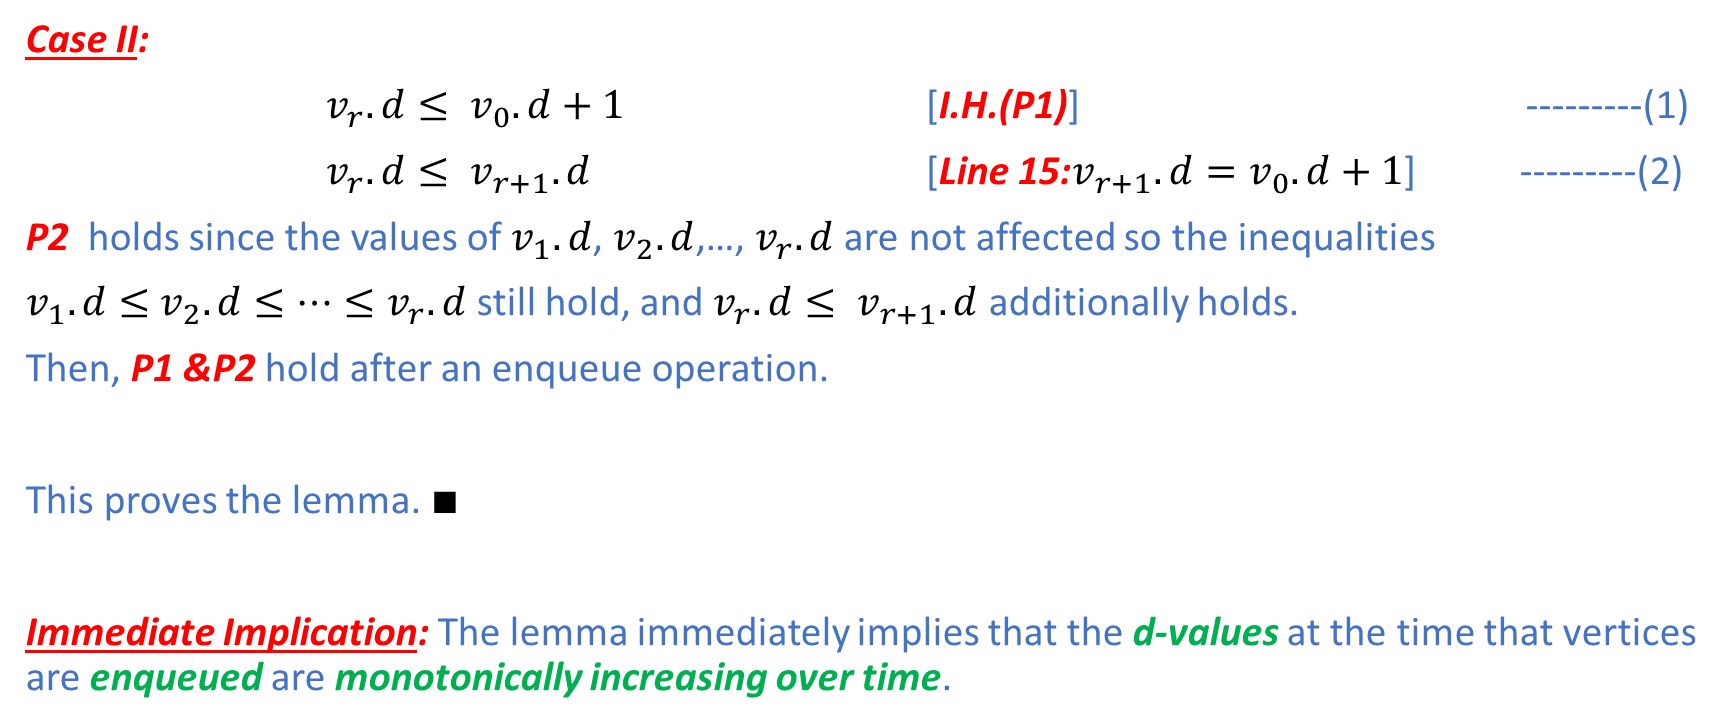 Case II:
v_r.d ≤ v_0.d + 1 [I.H.(P1)] ---------(1)
v_r.d ≤ v_{r+1}.d [Line 15:v_{r+1}.d = v_0.d + 1] ---------(2)
P2 holds since the values of v_1.d, v_2.d,…, v_r.d are not affected so the inequalities
v_1.d ≤ v_2.d ≤ ⋯ ≤ v_r.d still hold, and v_r.d ≤ v_{r+1}.d additionally holds.
Then, P1 &P2 hold after an enqueue operation.
This proves the lemma. ■
Immediate Implication: The lemma immediately implies that the d-values at the time that vertices
are enqueued are monotonically increasing over time.